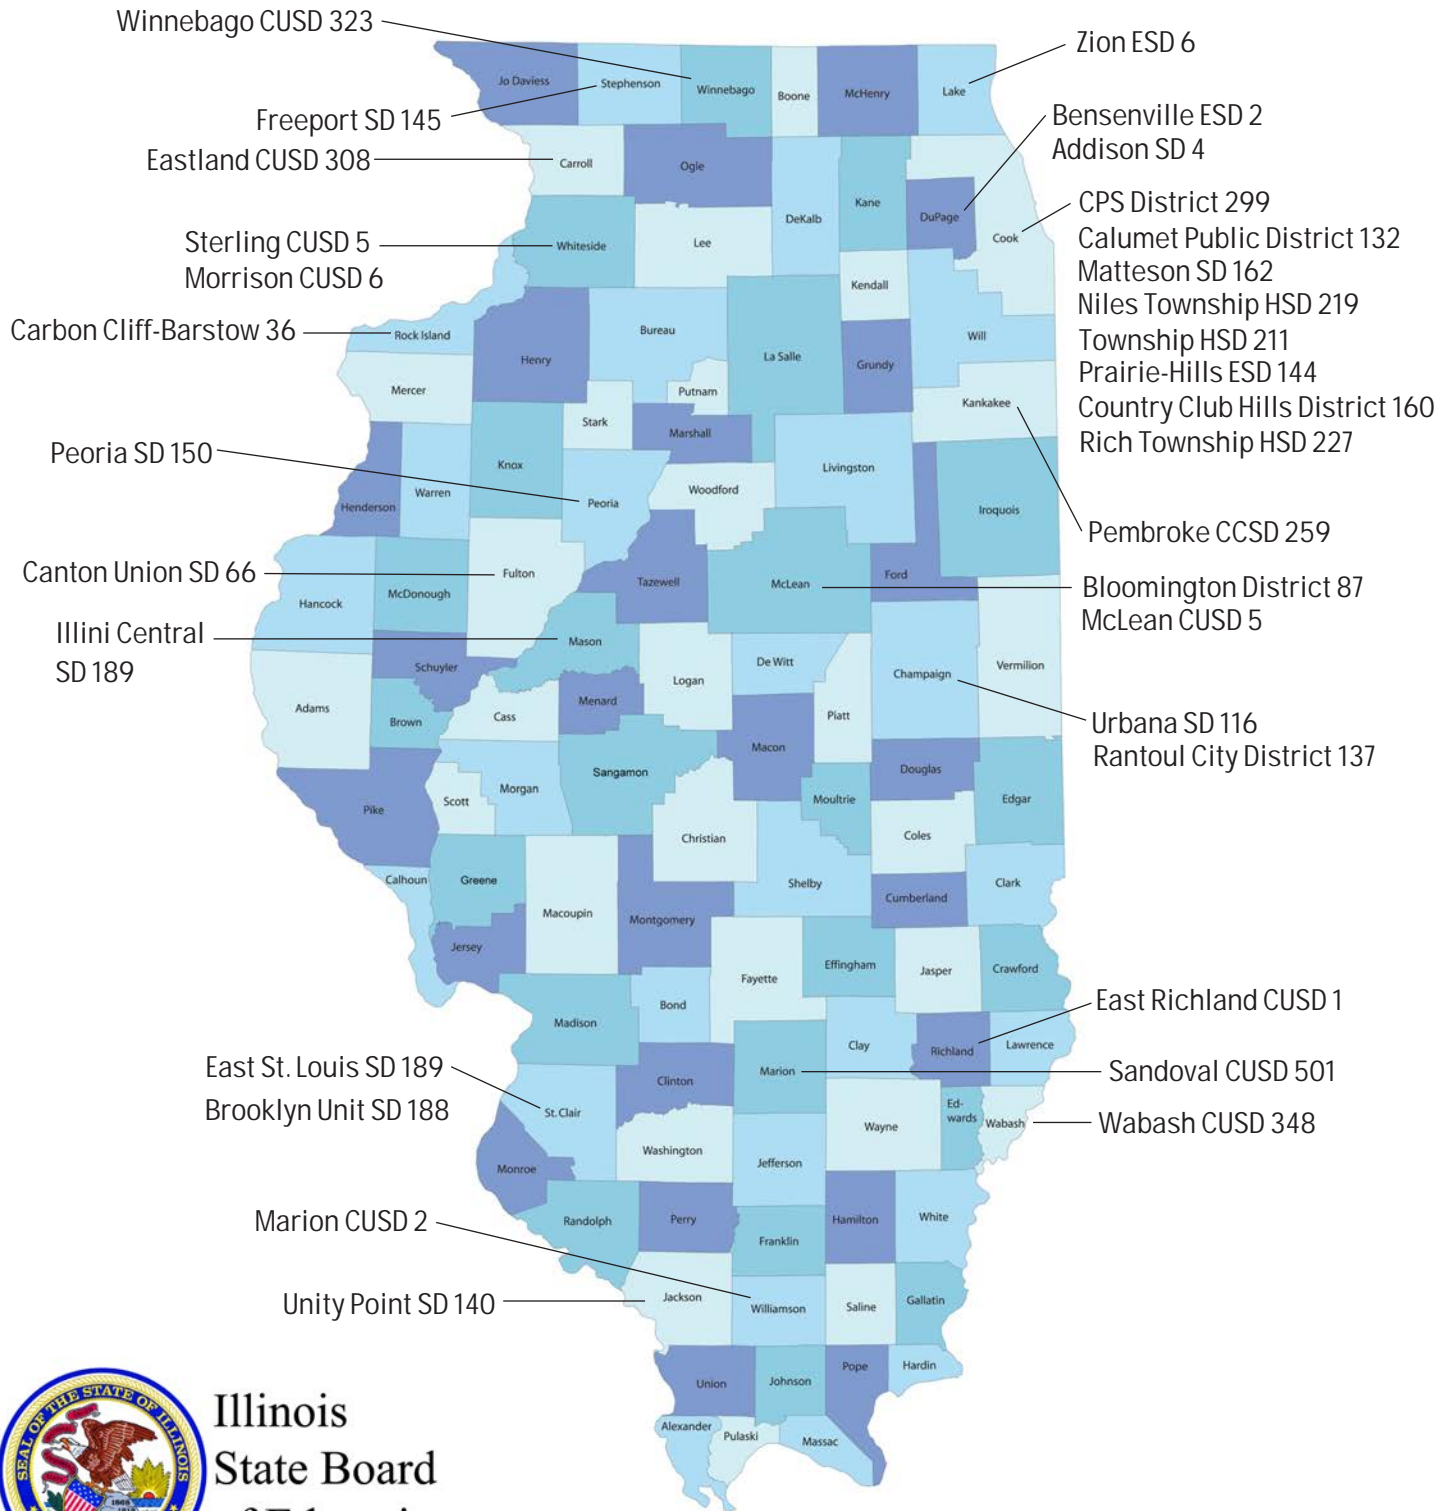 Winnebago CUSD 323
Zion ESD 6
Freeport SD 145
Bensenville ESD 2
Addison SD 4
Eastland CUSD 308
CPS District 299
Calumet Public District 132
Matteson SD 162
Niles Township HSD 219
Township HSD 211
Prairie-Hills ESD 144
Country Club Hills District 160
Rich Township HSD 227
Sterling CUSD 5
Morrison CUSD 6
Carbon Cliff-Barstow 36
Peoria SD 150
Pembroke CCSD 259
Canton Union SD 66
Bloomington District 87
McLean CUSD 5
Illini Central
SD 189
Urbana SD 116
Rantoul City District 137
East Richland CUSD 1
East St. Louis SD 189
Brooklyn Unit SD 188
Sandoval CUSD 501
Wabash CUSD 348
Marion CUSD 2
Unity Point SD 140
Jo Daviess
Stephenson
Winnebago
Boone
McHenry
Lake
Carroll
Ogle
DeKalb
Kane
DuPage
Cook
Whiteside
Lee
Kendall
Rock Island
Henry
Bureau
La Salle
Grundy
Will
Mercer
Stark
Putnam
Marshall
Kankakee
Henderson
Warren
Knox
Peoria
Woodford
Livingston
Iroquois
Hancock
McDonough
Fulton
Tazewell
McLean
Ford
Schuyler
Mason
Logan
De Witt
Champaign
Vermilion
Adams
Brown
Cass
Menard
Macon
Piatt
Pike
Scott
Morgan
Sangamon
Moultrie
Douglas
Edgar
Christian
Coles
Calhoun
Greene
Macoupin
Montgomery
Shelby
Cumberland
Clark
Jersey
Fayette
Effingham
Jasper
Crawford
Madison
Bond
Clay
Richland
Lawrence
St. Clair
Clinton
Marion
Wayne
Ed-
wards
Wabash
Monroe
Washington
Jefferson
Randolph
Perry
Franklin
Hamilton
White
Jackson
Williamson
Saline
Gallatin
Union
Johnson
Pope
Hardin
Alexander
Pulaski
Massac
SEAL OF THE STATE OF ILLINOIS
1868
Illinois
State Board